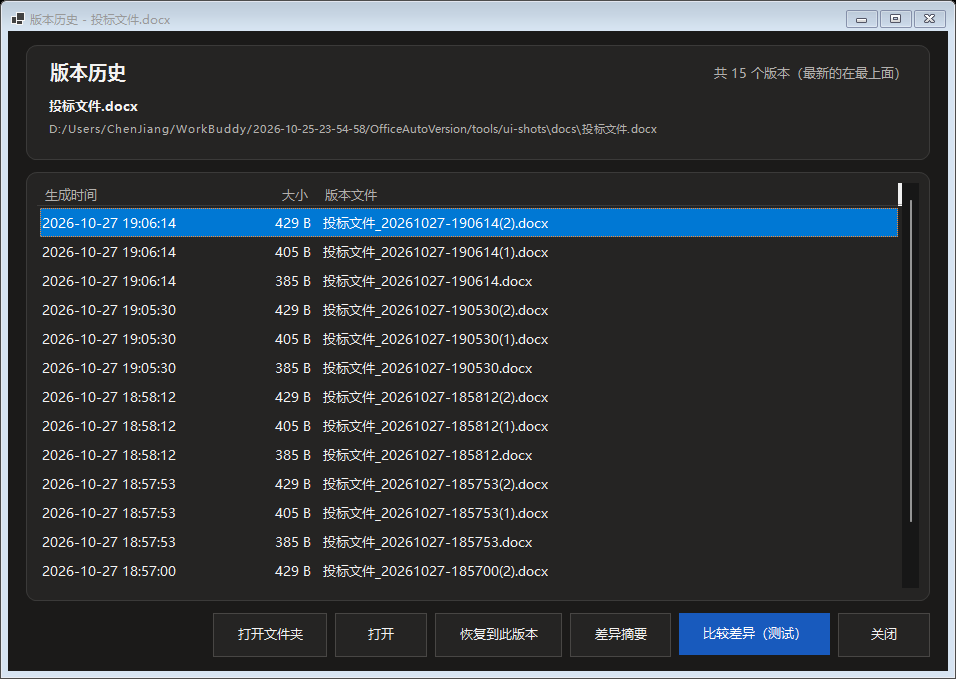 版本历史 - 投标文件.docx
版本历史
共 15 个版本（最新的在最上面）
投标文件.docx
D:/Users/ChenJiang/WorkBuddy/2026-10-25-23-54-58/OfficeAutoVersion/tools/ui-shots\docs\投标文件.docx
生成时间 大小 版本文件
2026-10-27 19:06:14 429 B 投标文件_20261027-190614(2).docx
2026-10-27 19:06:14 405 B 投标文件_20261027-190614(1).docx
2026-10-27 19:06:14 385 B 投标文件_20261027-190614.docx
2026-10-27 19:05:30 429 B 投标文件_20261027-190530(2).docx
2026-10-27 19:05:30 405 B 投标文件_20261027-190530(1).docx
2026-10-27 19:05:30 385 B 投标文件_20261027-190530.docx
2026-10-27 18:58:12 429 B 投标文件_20261027-185812(2).docx
2026-10-27 18:58:12 405 B 投标文件_20261027-185812(1).docx
2026-10-27 18:58:12 385 B 投标文件_20261027-185812.docx
2026-10-27 18:57:53 429 B 投标文件_20261027-185753(2).docx
2026-10-27 18:57:53 405 B 投标文件_20261027-185753(1).docx
2026-10-27 18:57:53 385 B 投标文件_20261027-185753.docx
2026-10-27 18:57:00 429 B 投标文件_20261027-185700(2).docx
打开文件夹 打开 恢复到此版本 差异摘要 比较差异（测试） 关闭